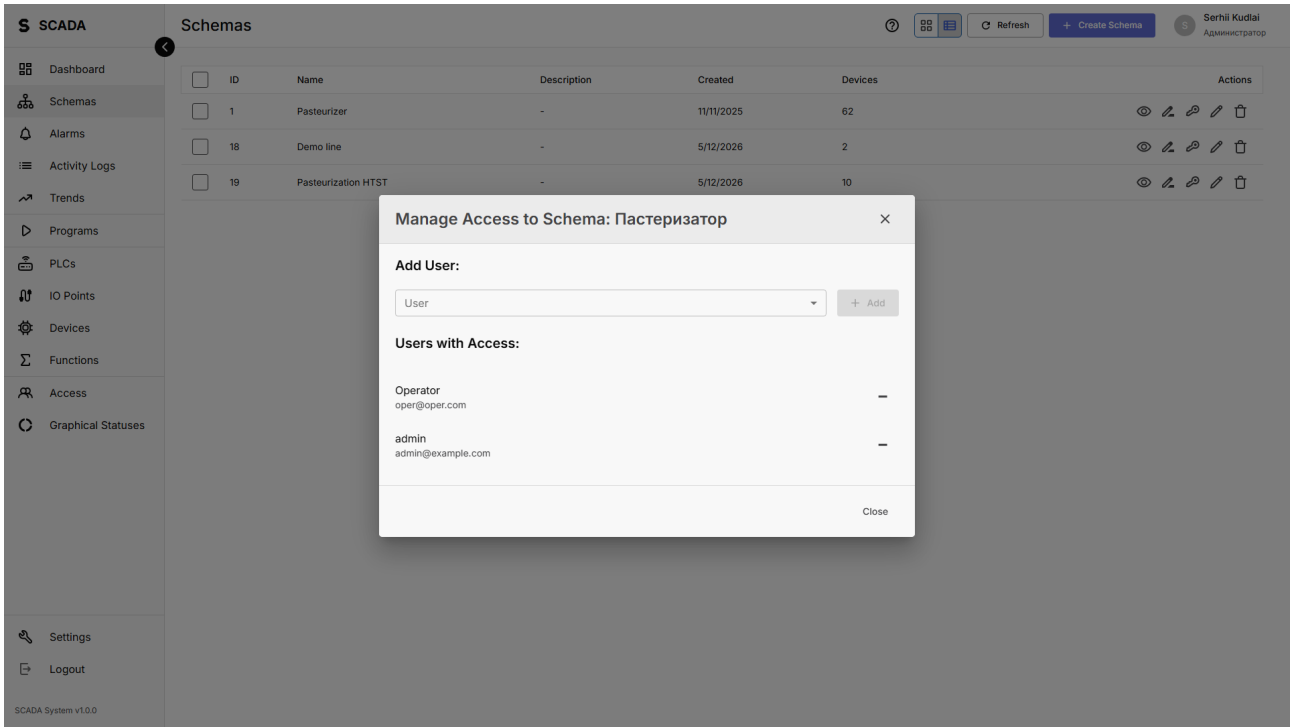 S SCADA
Schemas
Refresh
+ Create Schema
S
Serhii Kudlai
Администратор
Dashboard
Schemas
Alarms
Activity Logs
Trends
Programs
PLCs
IO Points
Devices
Functions
Access
Graphical Statuses
Settings
Logout
SCADA System v1.0.0
ID Name Description Created Devices Actions
1 Pasteurizer - 11/11/2025 62
18 Demo line - 5/12/2026 2
19 Pasteurization HTST - 5/12/2026 10
Manage Access to Schema: Пастеризатор
Add User:
User
+ Add
Users with Access:
Operator
oper@oper.com
admin
admin@example.com
Close